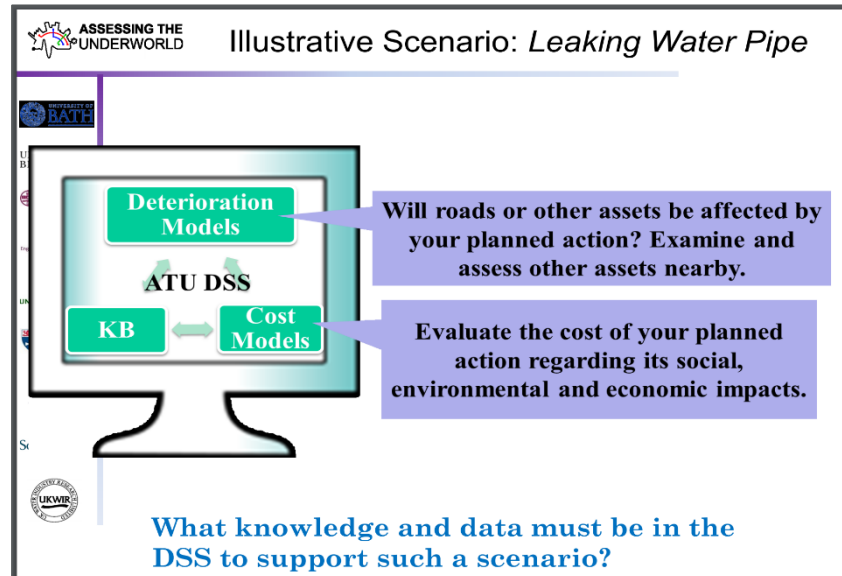 ASSESSING THE
UNDERWORLD
Illustrative Scenario: Leaking Water Pipe
UNIVERSITY OF
BATH
Deterioration
Models
ATU DSS
KB
Cost
Models
Will roads or other assets be affected by
your planned action? Examine and
assess other assets nearby.
Evaluate the cost of your planned
action regarding its social,
environmental and economic impacts.
UKWIR
What knowledge and data must be in the
DSS to support such a scenario?